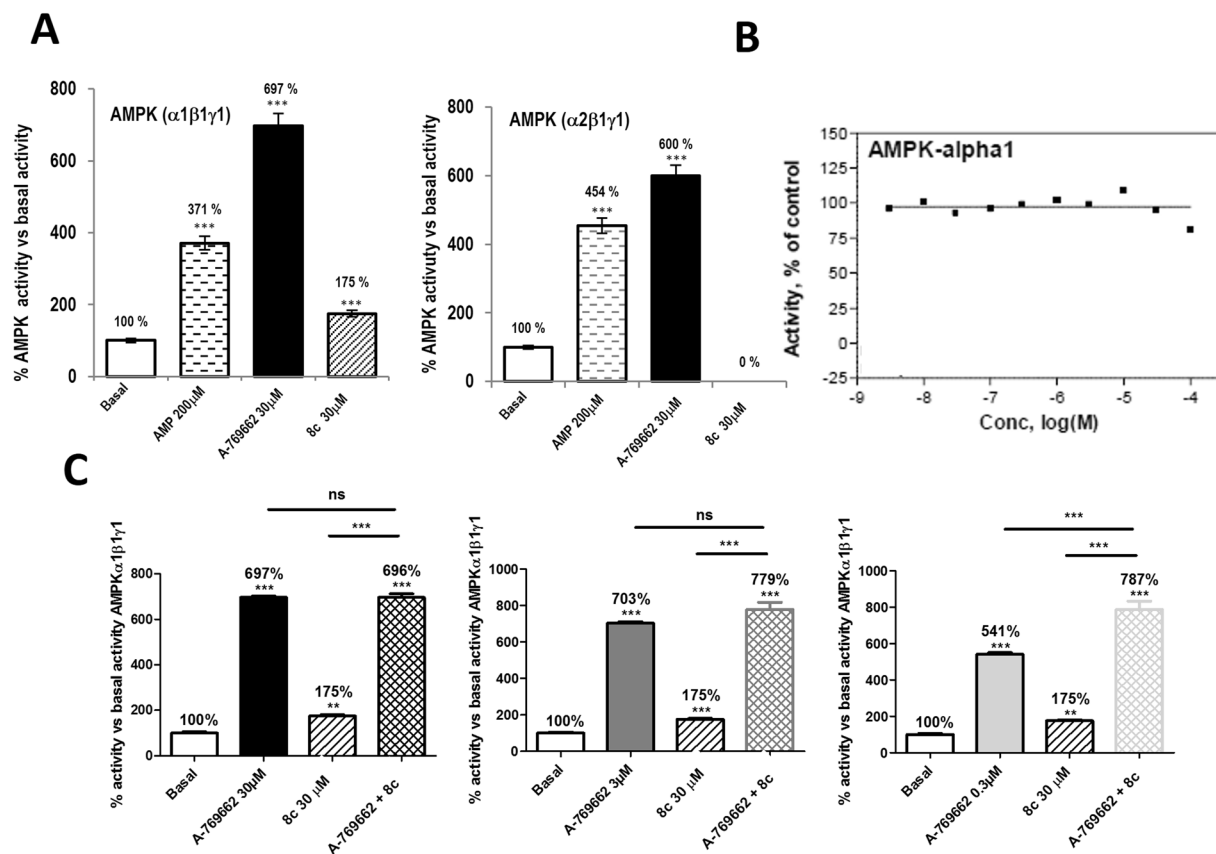 A
% AMPK activity vs basal activity
800
600
400
200
0
AMPK (α1β1γ1)
100 %
371 %
***
697 %
***
175 %
***
Basal
AMP 200μM
A-769662 30μM
8c 30μM
% AMPK activuty vs basal activity
800
600
400
200
0
AMPK (α2β1γ1)
100 %
454 %
***
600 %
***
0 %
Basal
AMP 200μM
A-769662 30μM
8c 30μM
B
AMPK-alpha1
Activity, % of control
150
125
100
75
50
25
0
-25
-9
-8
-7
-6
-5
-4
Conc, log(M)
C
% activity vs basal activity AMPKα1β1γ1
800
600
400
200
0
ns
***
100%
697%
***
175%
**
696%
***
Basal
A-769662 30μM
8c 30 μM
A-769662 + 8c
% activity vs basal activity AMPKα1β1γ1
1000
800
600
400
200
0
ns
***
100%
703%
***
175%
***
779%
***
Basal
A-769662 3μM
8c 30 μM
A-769662 + 8c
% activity vs basal activity AMPKα1β1γ1
1000
800
600
400
200
0
***
***
100%
541%
***
175%
**
787%
***
Basal
A-769662 0.3μM
8c 30 μM
A-769662 + 8c